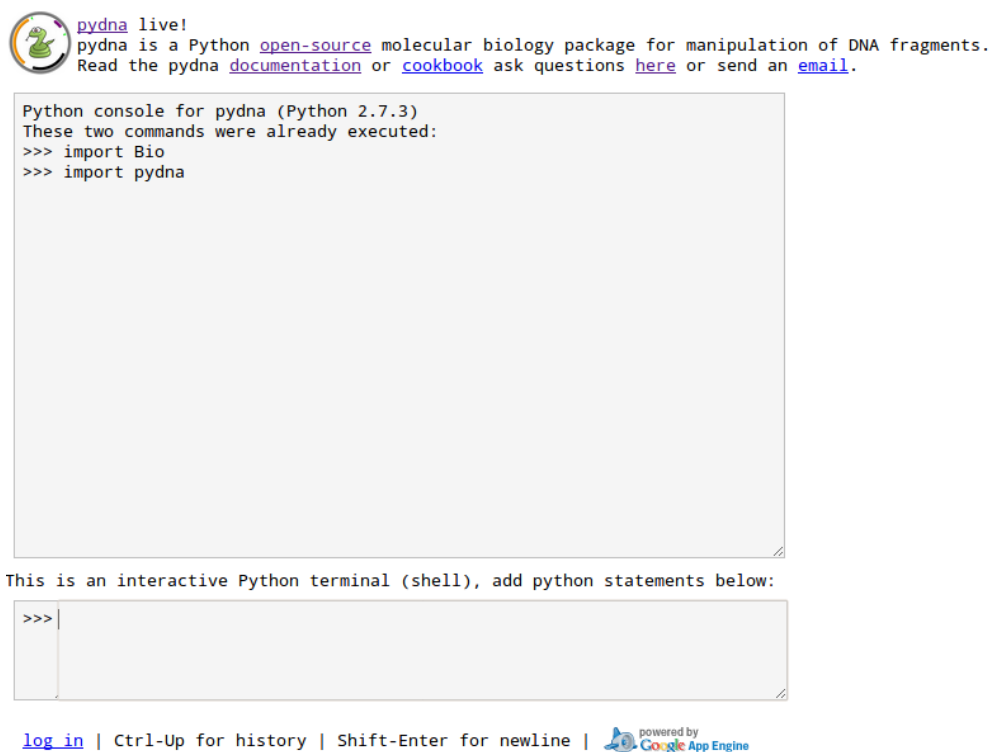 pydna live!
pydna is a Python open-source molecular biology package for manipulation of DNA fragments.
Read the pydna documentation or cookbook ask questions here or send an email.
Python console for pydna (Python 2.7.3)
These two commands were already executed:
>>> import Bio
>>> import pydna
This is an interactive Python terminal (shell), add python statements below:
>>>
log in | Ctrl-Up for history | Shift-Enter for newline |
powered by
Google App Engine